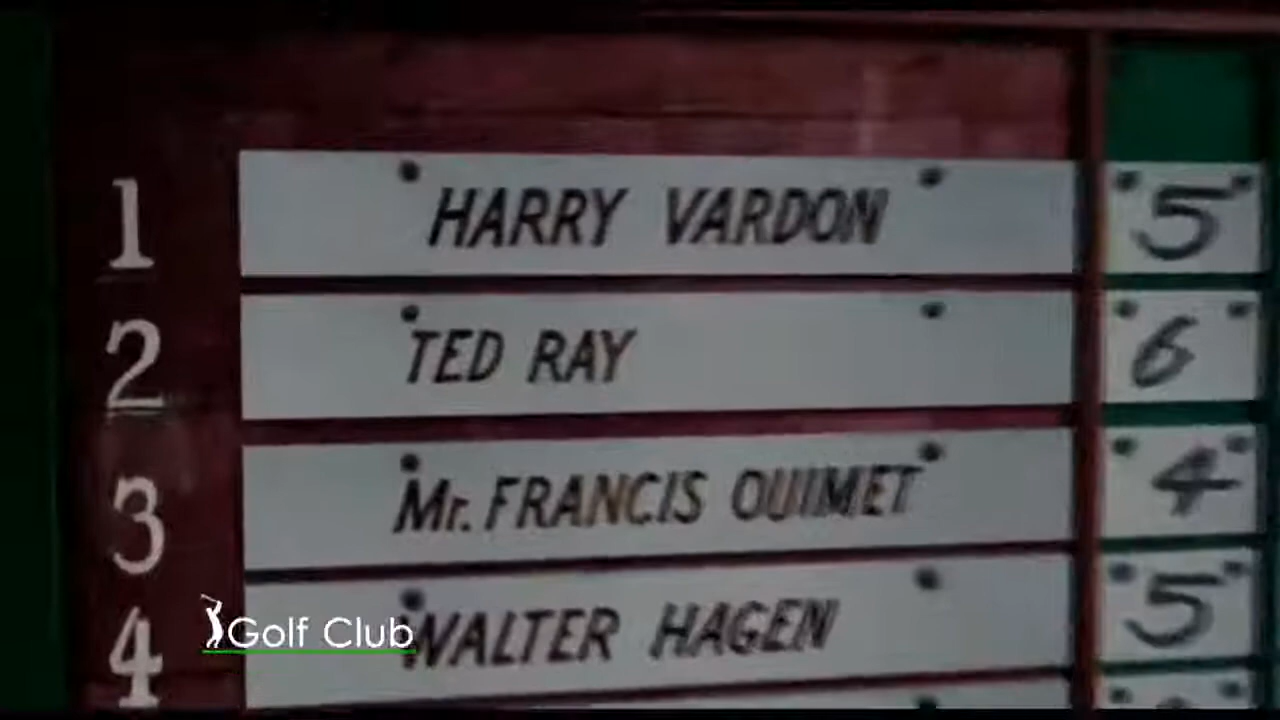 1 HARRY VARDON 5
2 TED RAY 6
3 Mr. FRANCIS OUIMET 4
4 WALTER HAGEN 5
Golf Club